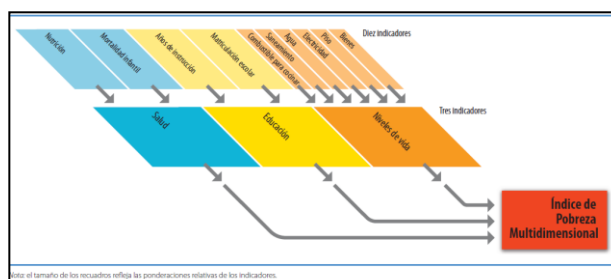 Diez indicadores
Nutrición
Mortalidad infantil
Años de instrucción
Matriculación escolar
Combustible para cocinar
Saneamiento
Agua
Electricidad
Piso
Bienes
Tres indicadores
Salud
Educación
Niveles de vida
Índice de
Pobreza
Multidimensional
Nota: el tamaño de los recuadros refleja las ponderaciones relativas de los indicadores.